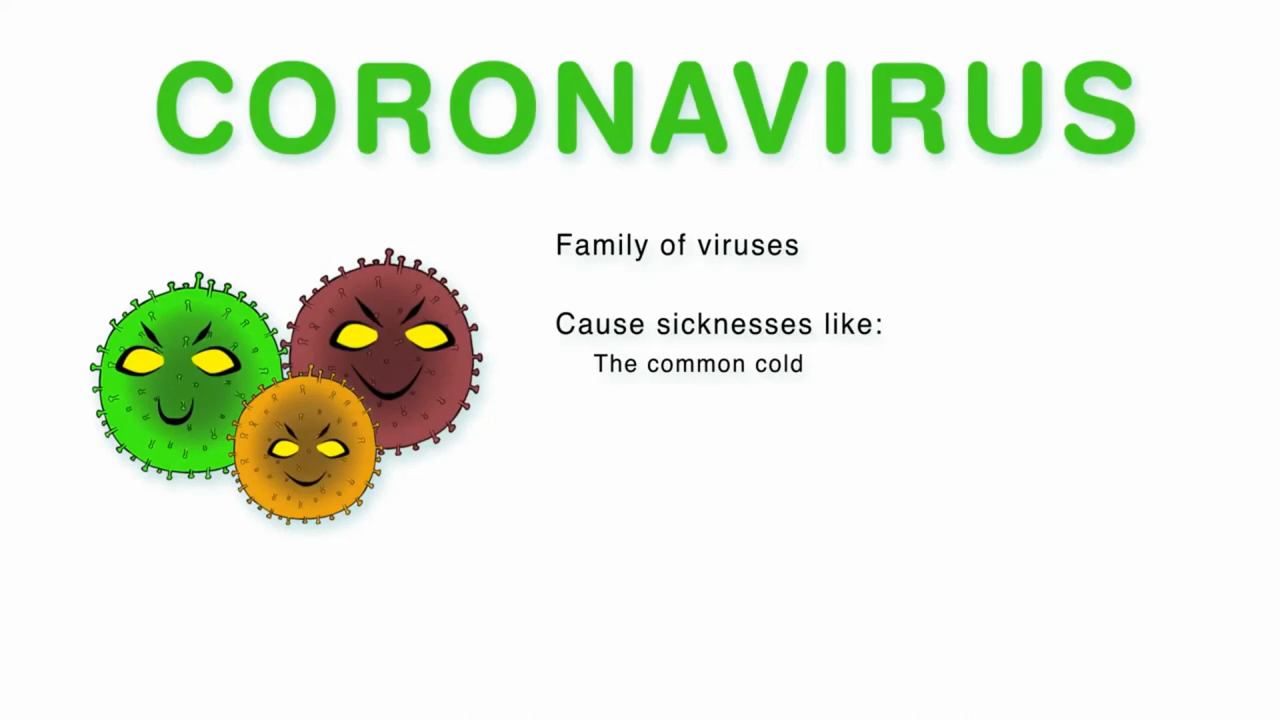 CORONAVIRUS
Family of viruses
Cause sicknesses like:
The common cold